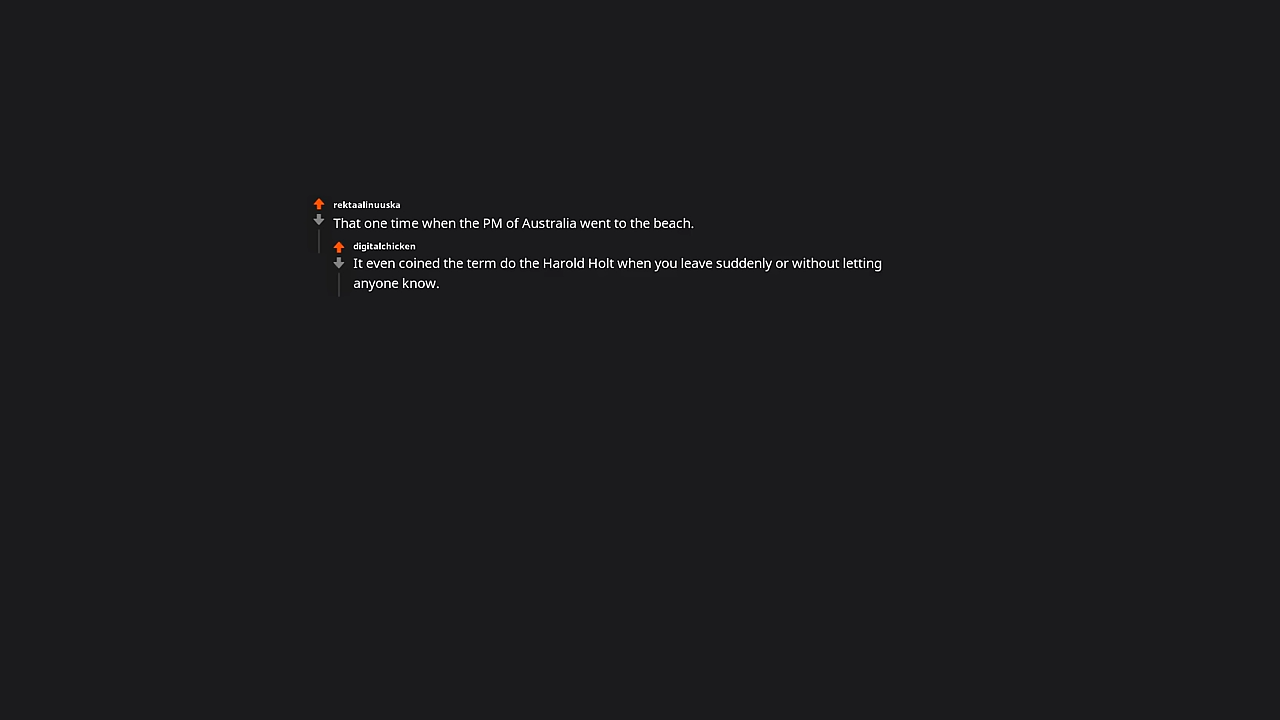 rektaalinuuska
That one time when the PM of Australia went to the beach.
digitalchicken
It even coined the term do the Harold Holt when you leave suddenly or without letting
anyone know.